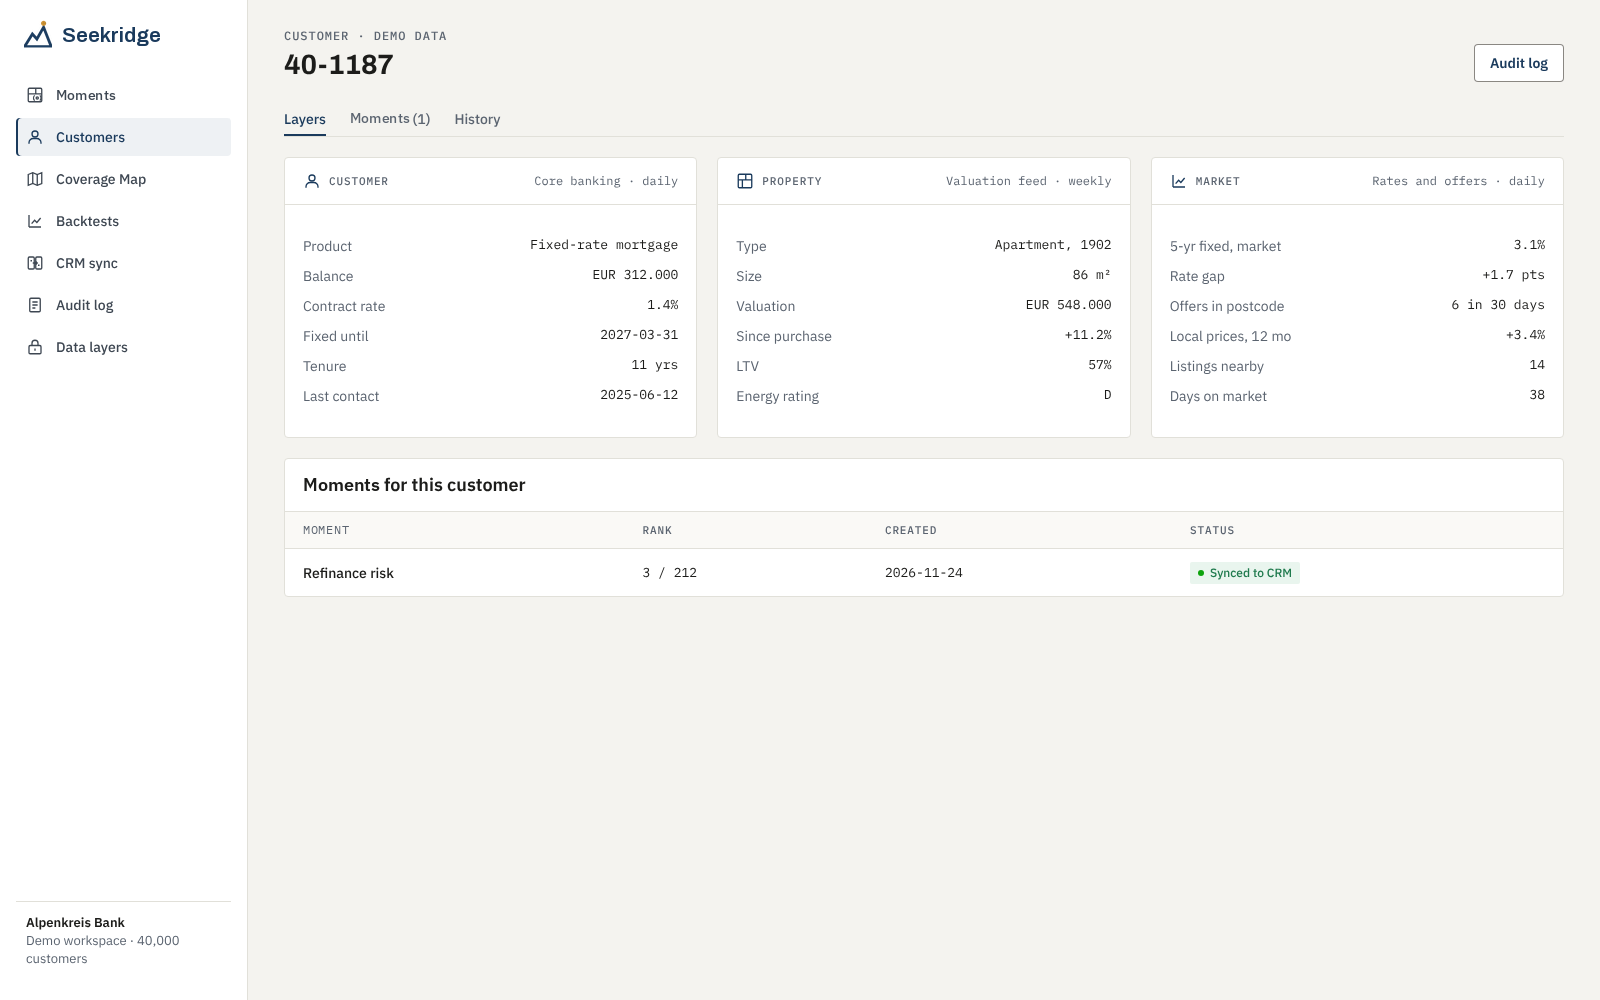 Seekridge
Moments
Customers
Coverage Map
Backtests
CRM sync
Audit log
Data layers
Alpenkreis Bank
Demo workspace · 40,000
customers
CUSTOMER · DEMO DATA
40-1187
Audit log
Layers Moments (1) History
CUSTOMER Core banking · daily
Product Fixed-rate mortgage
Balance EUR 312.000
Contract rate 1.4%
Fixed until 2027-03-31
Tenure 11 yrs
Last contact 2025-06-12
PROPERTY Valuation feed · weekly
Type Apartment, 1902
Size 86 m²
Valuation EUR 548.000
Since purchase +11.2%
LTV 57%
Energy rating D
MARKET Rates and offers · daily
5-yr fixed, market 3.1%
Rate gap +1.7 pts
Offers in postcode 6 in 30 days
Local prices, 12 mo +3.4%
Listings nearby 14
Days on market 38
Moments for this customer
MOMENT RANK CREATED STATUS
Refinance risk 3 / 212 2026-11-24 Synced to CRM